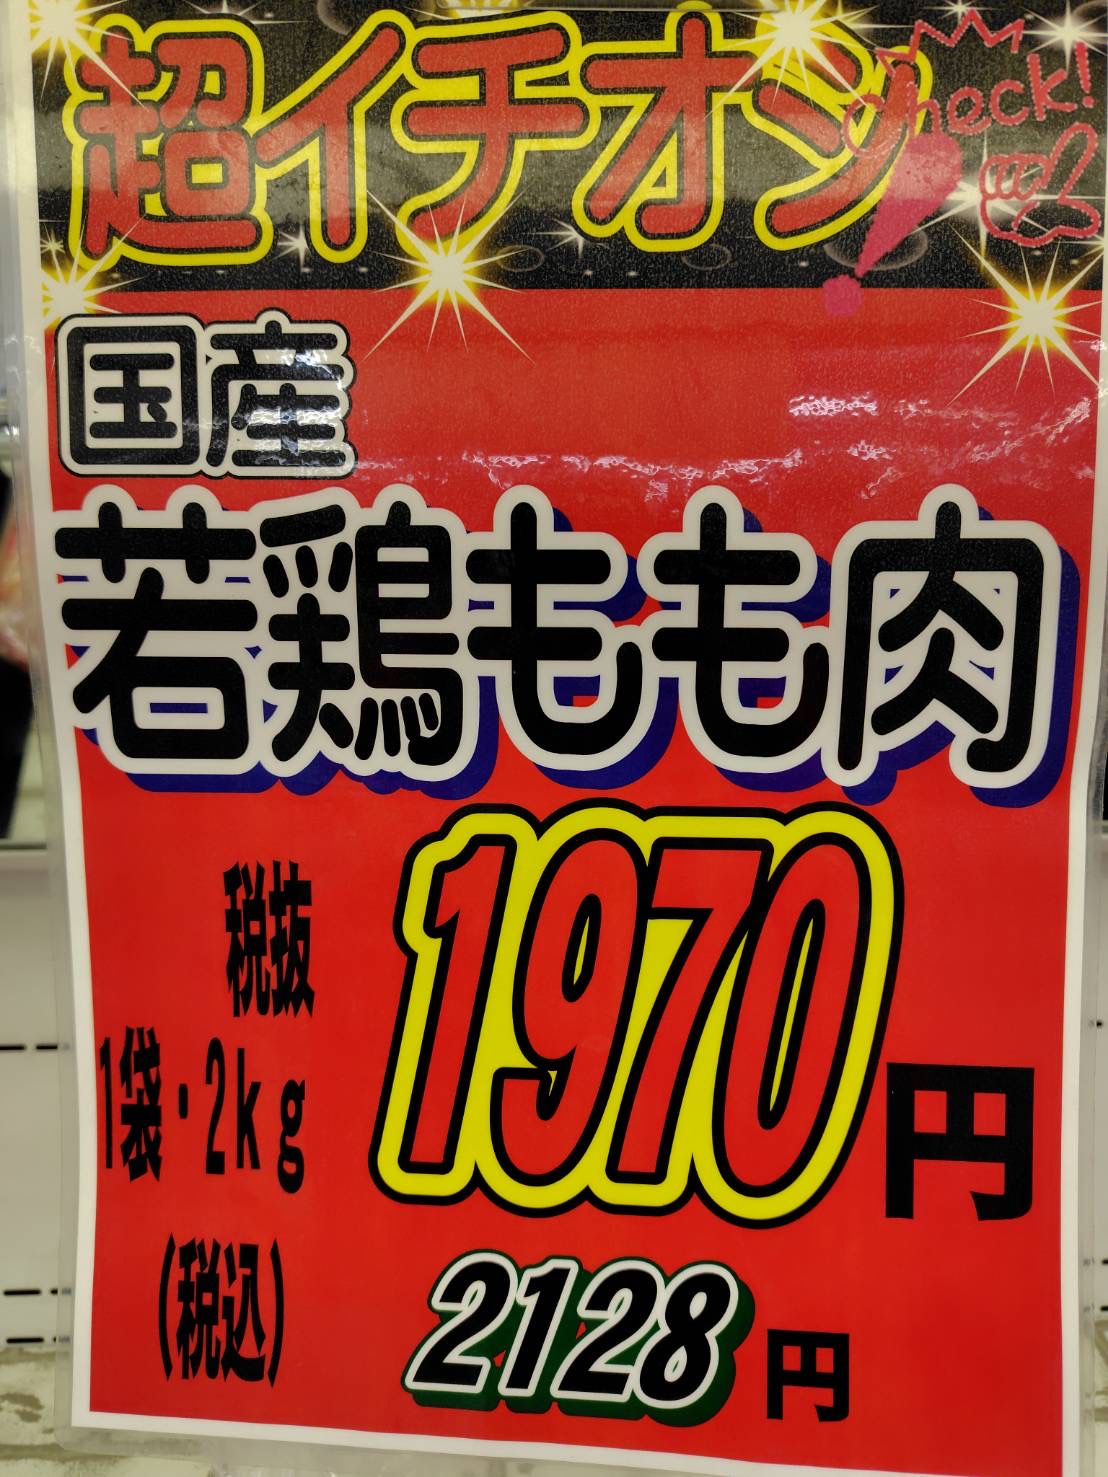 超イチオシ
check!
国産
若鶏もも肉
税抜
1970円
1袋・2kg
(税込)
2128円